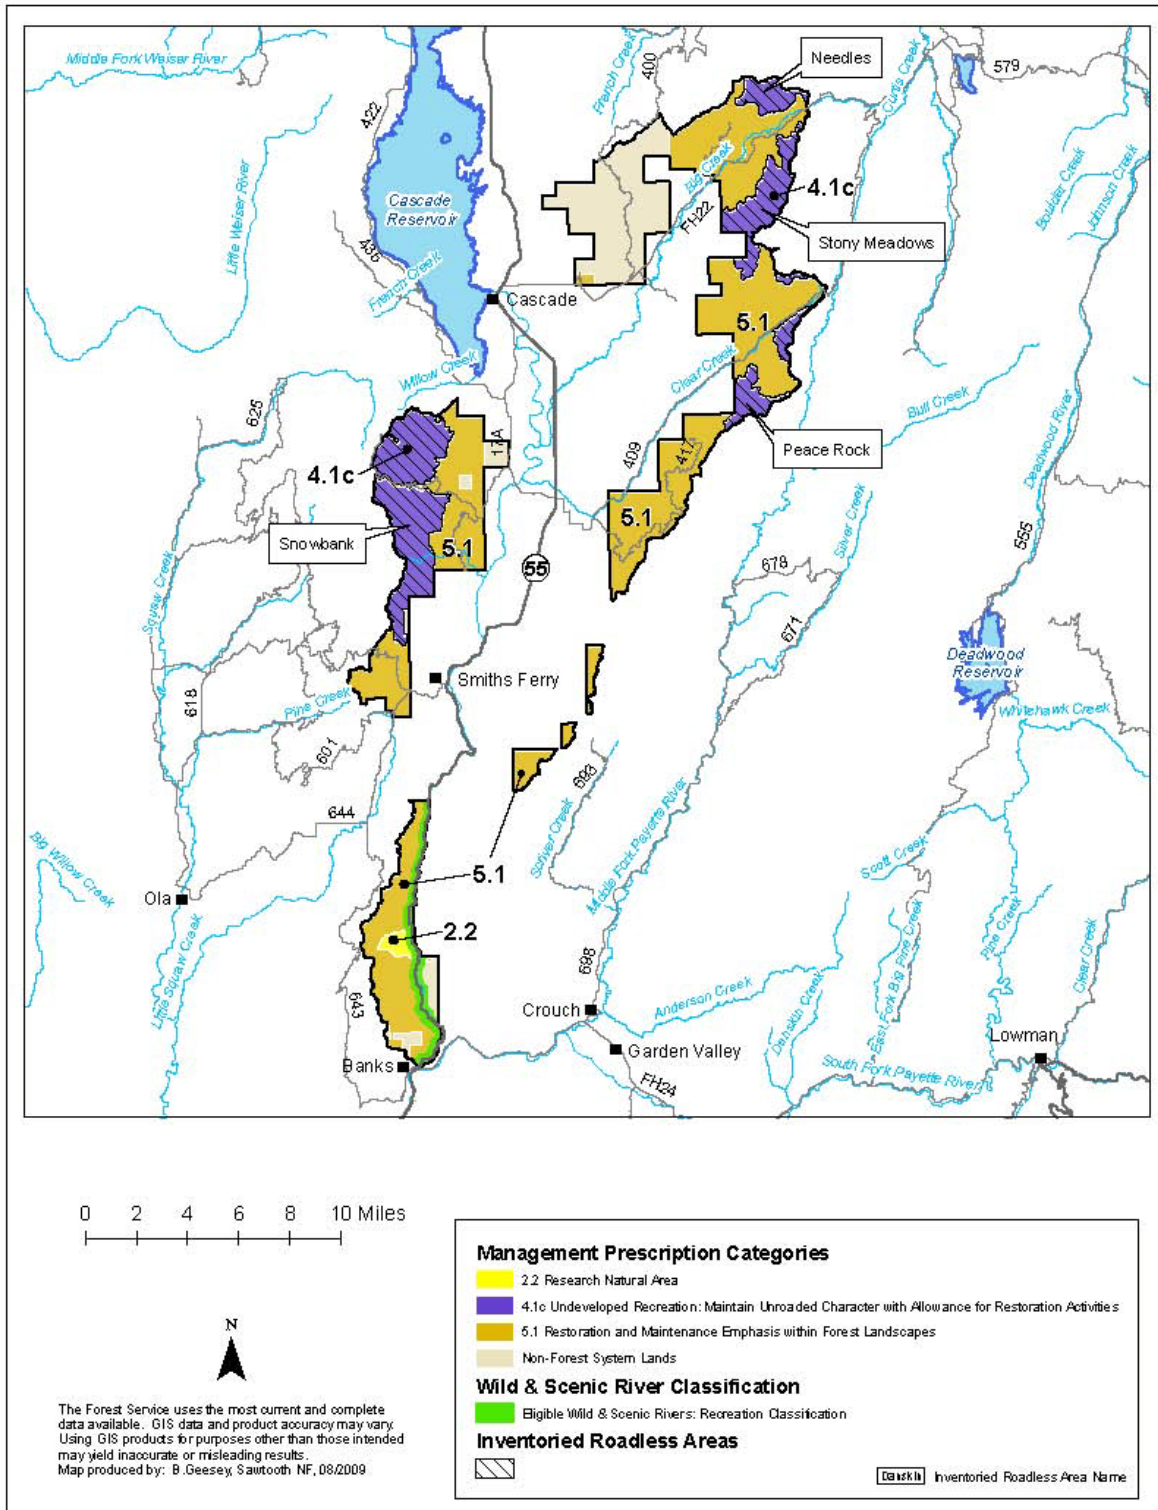 Middle Fork Weiser River
French Creek
400
Needles
Curtis Creek
579
422
Cascade
Reservoir
Little Weiser River
Big Creek
4.1c
Boulder Creek
Johnson Creek
FH22
Stony Meadows
435
French Creek
Cascade
5.1
Willow Creek
Clear Creek
Bull Creek
625
17A
409
417
Peace Rock
Deadwood River
4.1c
5.1
Snowbank
5.1
55
Silver Creek
555
678
Squaw Creek
671
Deadwood
Reservoir
Smiths Ferry
618
Pine Creek
Whitehawk Creek
601
693
644
Scriver Creek
Middle Fork Payette River
Big Willow Creek
5.1
Scott Creek
Ola
2.2
Little Squaw Creek
East Fork Big Pine Creek
Pine Creek
Clear Creek
698
643
Crouch
Anderson Creek
Danskin Creek
Lowman
Garden Valley
Banks
FH24
South Fork Payette River
0 2 4 6 8 10 Miles
N
The Forest Service uses the most current and complete
data available. GIS data and product accuracy may vary.
Using GIS products for purposes other than those intended
may yield inaccurate or misleading results.
Map produced by: B.Geesey, Sawtooth NF, 08/2009
Management Prescription Categories
2.2 Research Natural Area
4.1c Undeveloped Recreation: Maintain Unroaded Character with Allowance for Restoration Activities
5.1 Restoration and Maintenance Emphasis within Forest Landscapes
Non-Forest System Lands
Wild & Scenic River Classification
Eligible Wild & Scenic Rivers: Recreation Classification
Inventoried Roadless Areas
Danskin Inventoried Roadless Area Name